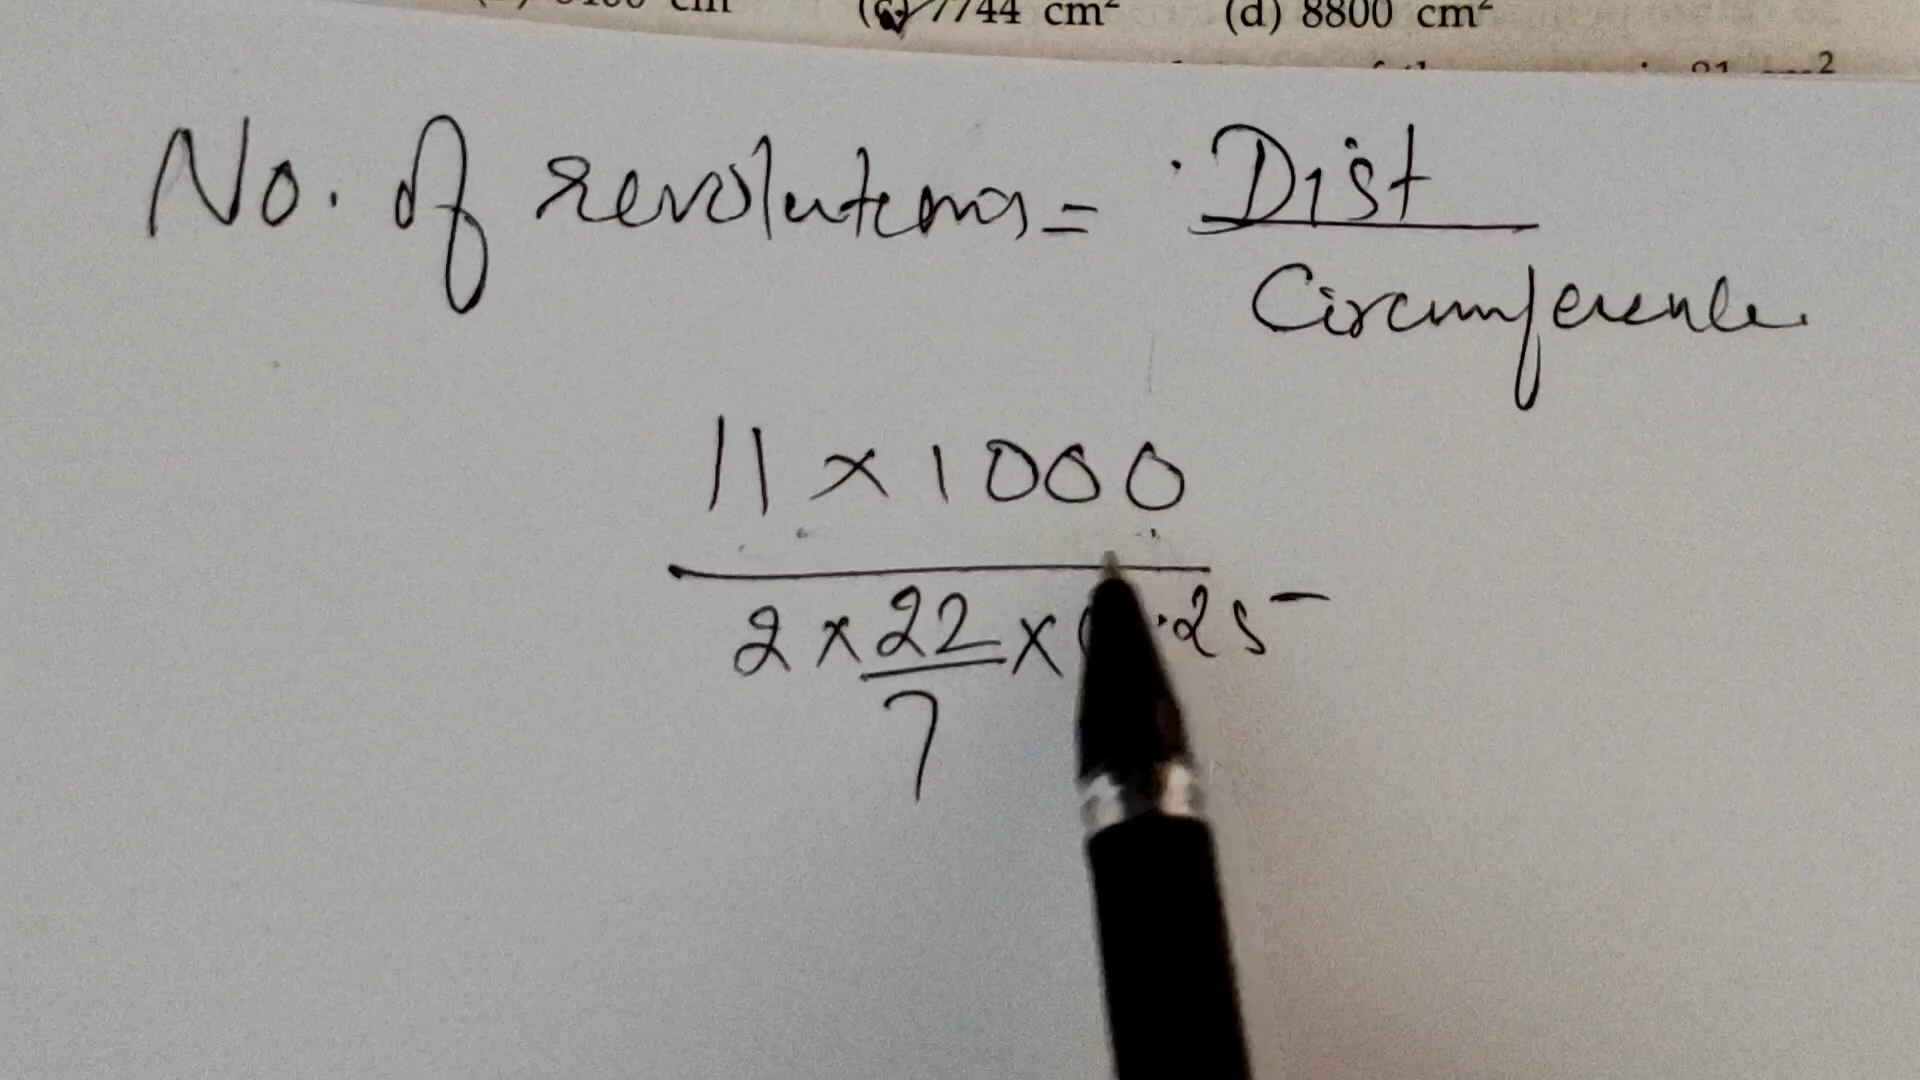 (c) 7744 cm² (d) 8800 cm²
No. of revolutions = Dist
Circumference.
11 × 1000
2 × 22 × .25
7